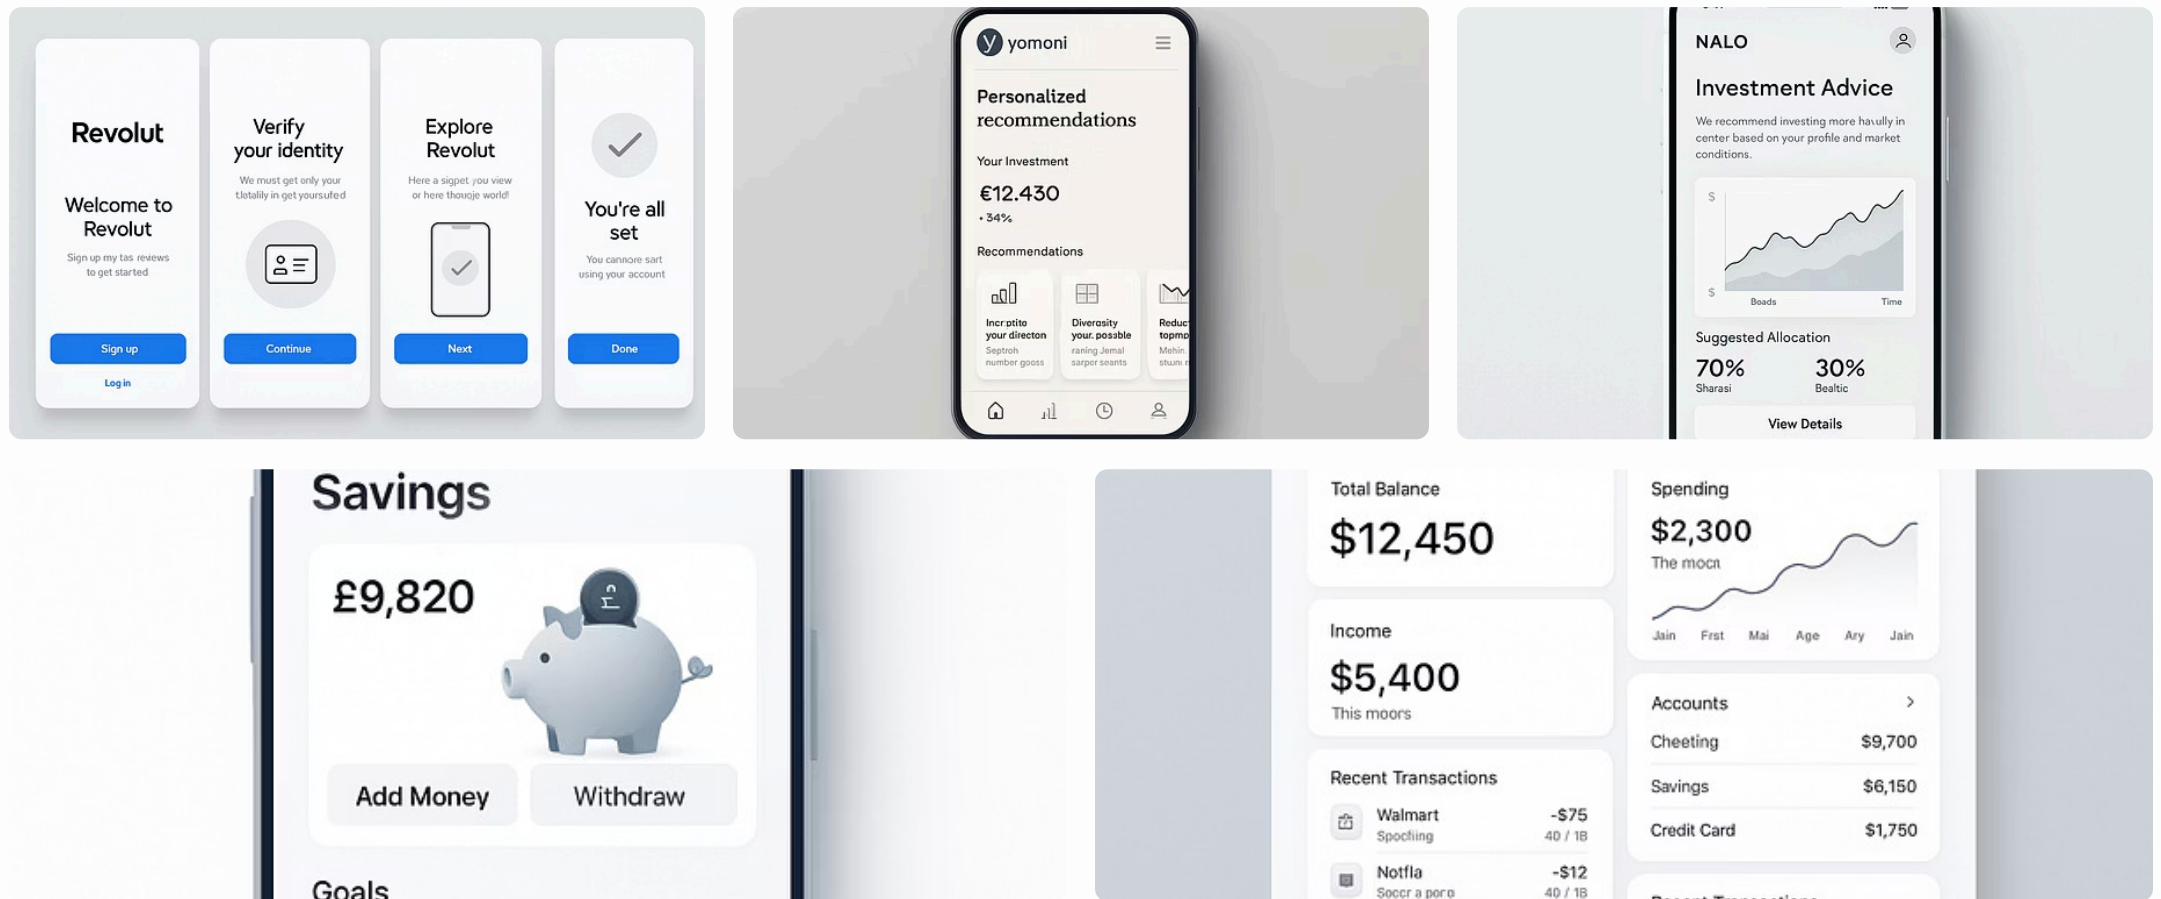 Revolut
Welcome to
Revolut
Sign up my tas reviews
to get started
Sign up
Log in
Verify
your identity
We must get only your
in get yoursufed
Continue
Explore
Revolut
Here a sigpet you view
or here thouoje world!
Next
You're all
set
You cannore sart
using your account
Done
y yomoni
Personalized
recommendations
Your Investment
€12.430
• 34%
Recommendations
Incrptito
your directon
Septroh
number gooss
Diverasity
your. possble
raning Jemal
sarper seants
Reduc
topmp
Mehin.
NALO
Investment Advice
We recommend investing more in
center based on your profile and market
conditions.
$
$
Boads
Time
Suggested Allocation
70%
Sharasi
30%
Bealtic
View Details
Savings
£9,820
Add Money
Withdraw
Goals
Total Balance
$12,450
Income
$5,400
This moors
Recent Transactions
Walmart
-$75
Spocfiing
40 / 1B
Notfla
-$12
Soccr a poro
40 / 1B
Spending
$2,300
The mocn
Jain Frst Mai Age Ary Jain
Accounts
Cheeting
$9,700
Savings
$6,150
Credit Card
$1,750